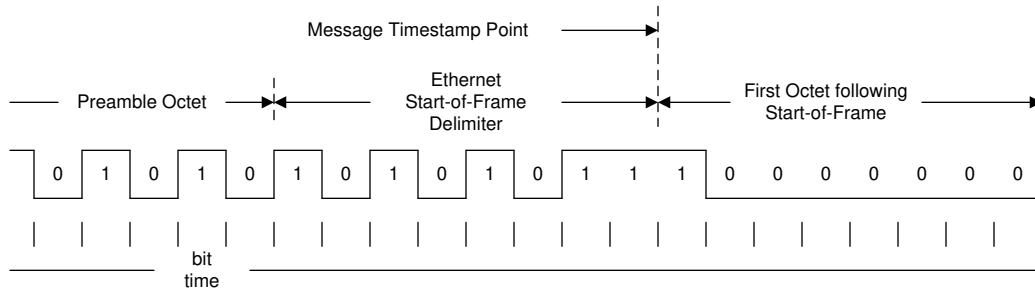 Message Timestamp Point
Preamble Octet
Ethernet
Start-of-Frame
Delimiter
First Octet following
Start-of-Frame
0 1 0 1 0 1 0 1 0 1 0 1 1 1 0 0 0 0 0 0 0
bit
time